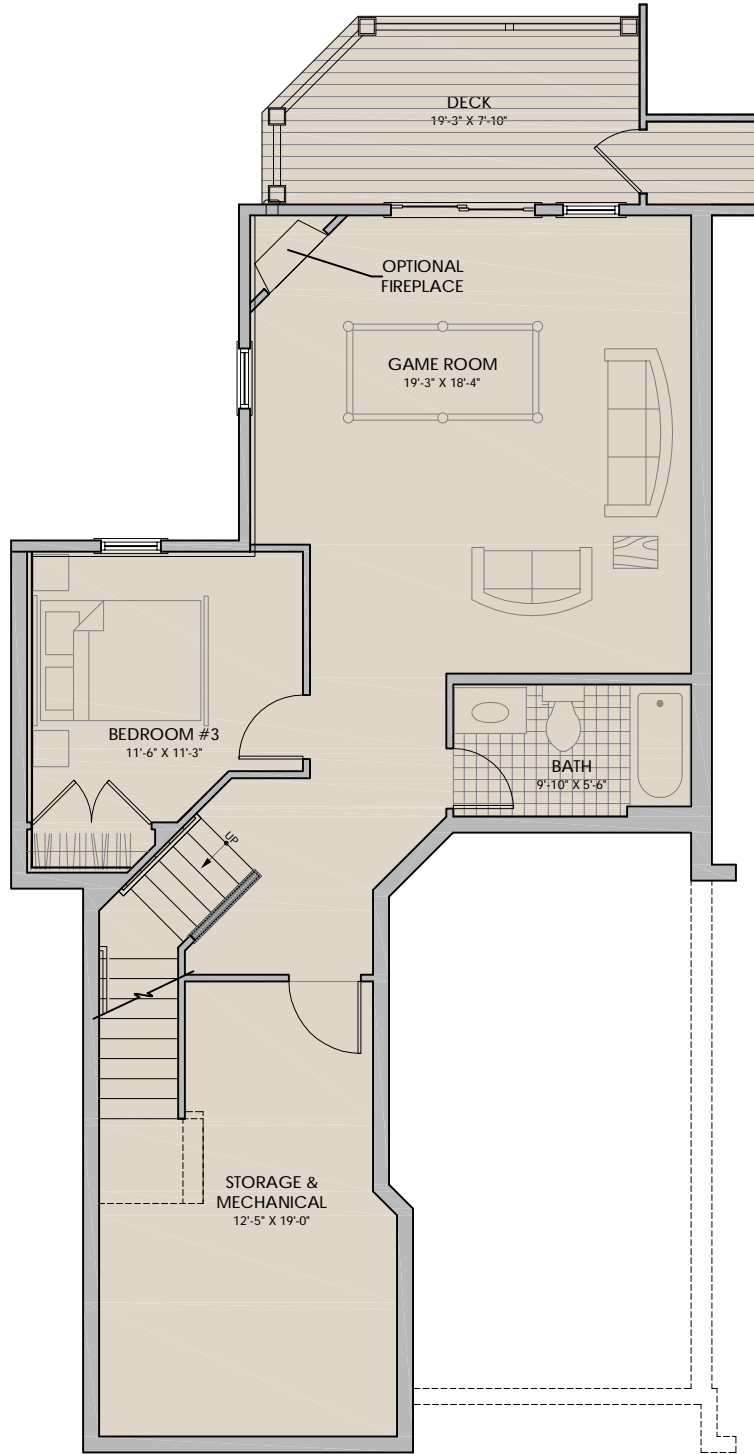 DECK
19'-3" X 7'-10"
OPTIONAL
FIREPLACE
GAME ROOM
19'-3" X 18'-4"
BEDROOM #3
11'-6" X 11'-3"
BATH
9'-10" X 5'-6"
UP
STORAGE &
MECHANICAL
12'-5" X 19'-0"